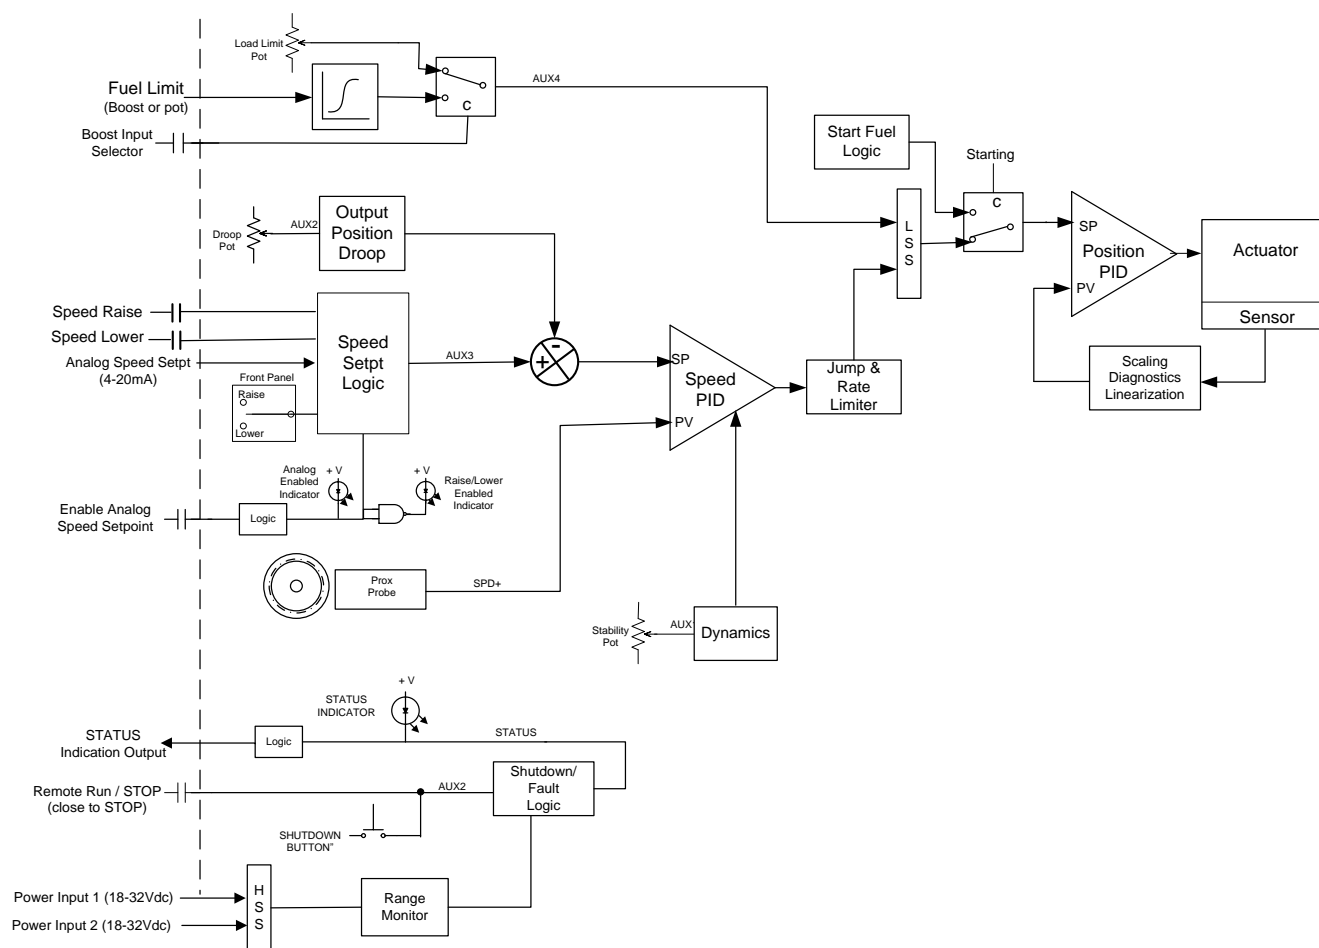 Load Limit
Pot
Fuel Limit
(Boost or pot)
C
AUX4
Boost Input
Selector
Start Fuel
Logic
Starting
C
L
S
S
SP
Position
PID
PV
Actuator
Sensor
Scaling
Diagnostics
Linearization
Droop
Pot
AUX2
Output
Position
Droop
Speed Raise
Speed Lower
Analog Speed Setpt
(4-20mA)
Front Panel
Raise
Lower
Speed
Setpt
Logic
AUX3
-
+
SP
Speed
PID
PV
Jump &
Rate
Limiter
Analog
Enabled
Indicator
+ V
+ V
Raise/Lower
Enabled
Indicator
Enable Analog
Speed Setpoint
Logic
Prox
Probe
SPD+
Stability
Pot
AUX'
Dynamics
+ V
STATUS
INDICATOR
STATUS
Indication Output
Logic
STATUS
Remote Run / STOP
(close to STOP)
AUX2
Shutdown/
Fault
Logic
SHUTDOWN
BUTTON"
Power Input 1 (18-32Vdc)
Power Input 2 (18-32Vdc)
H
S
S
Range
Monitor